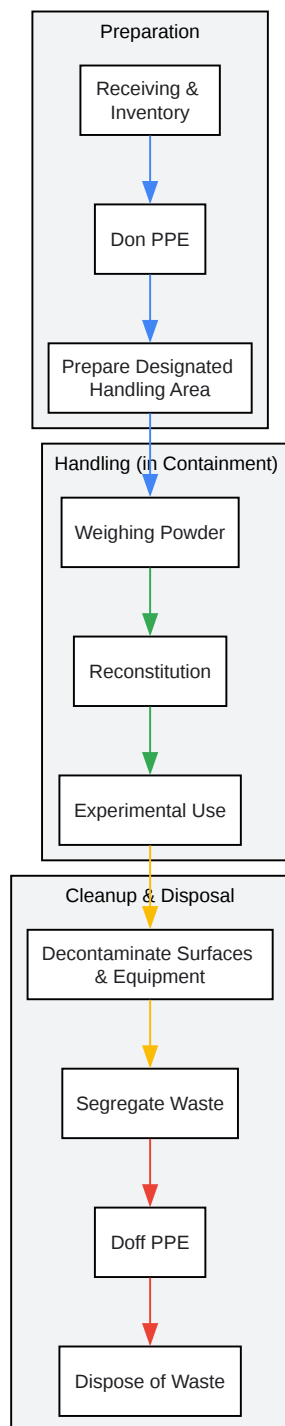 Preparation
Receiving &
Inventory
Don PPE
Prepare Designated
Handling Area
Handling (in Containment)
Weighing Powder
Reconstitution
Experimental Use
Cleanup & Disposal
Decontaminate Surfaces
& Equipment
Segregate Waste
Doff PPE
Dispose of Waste